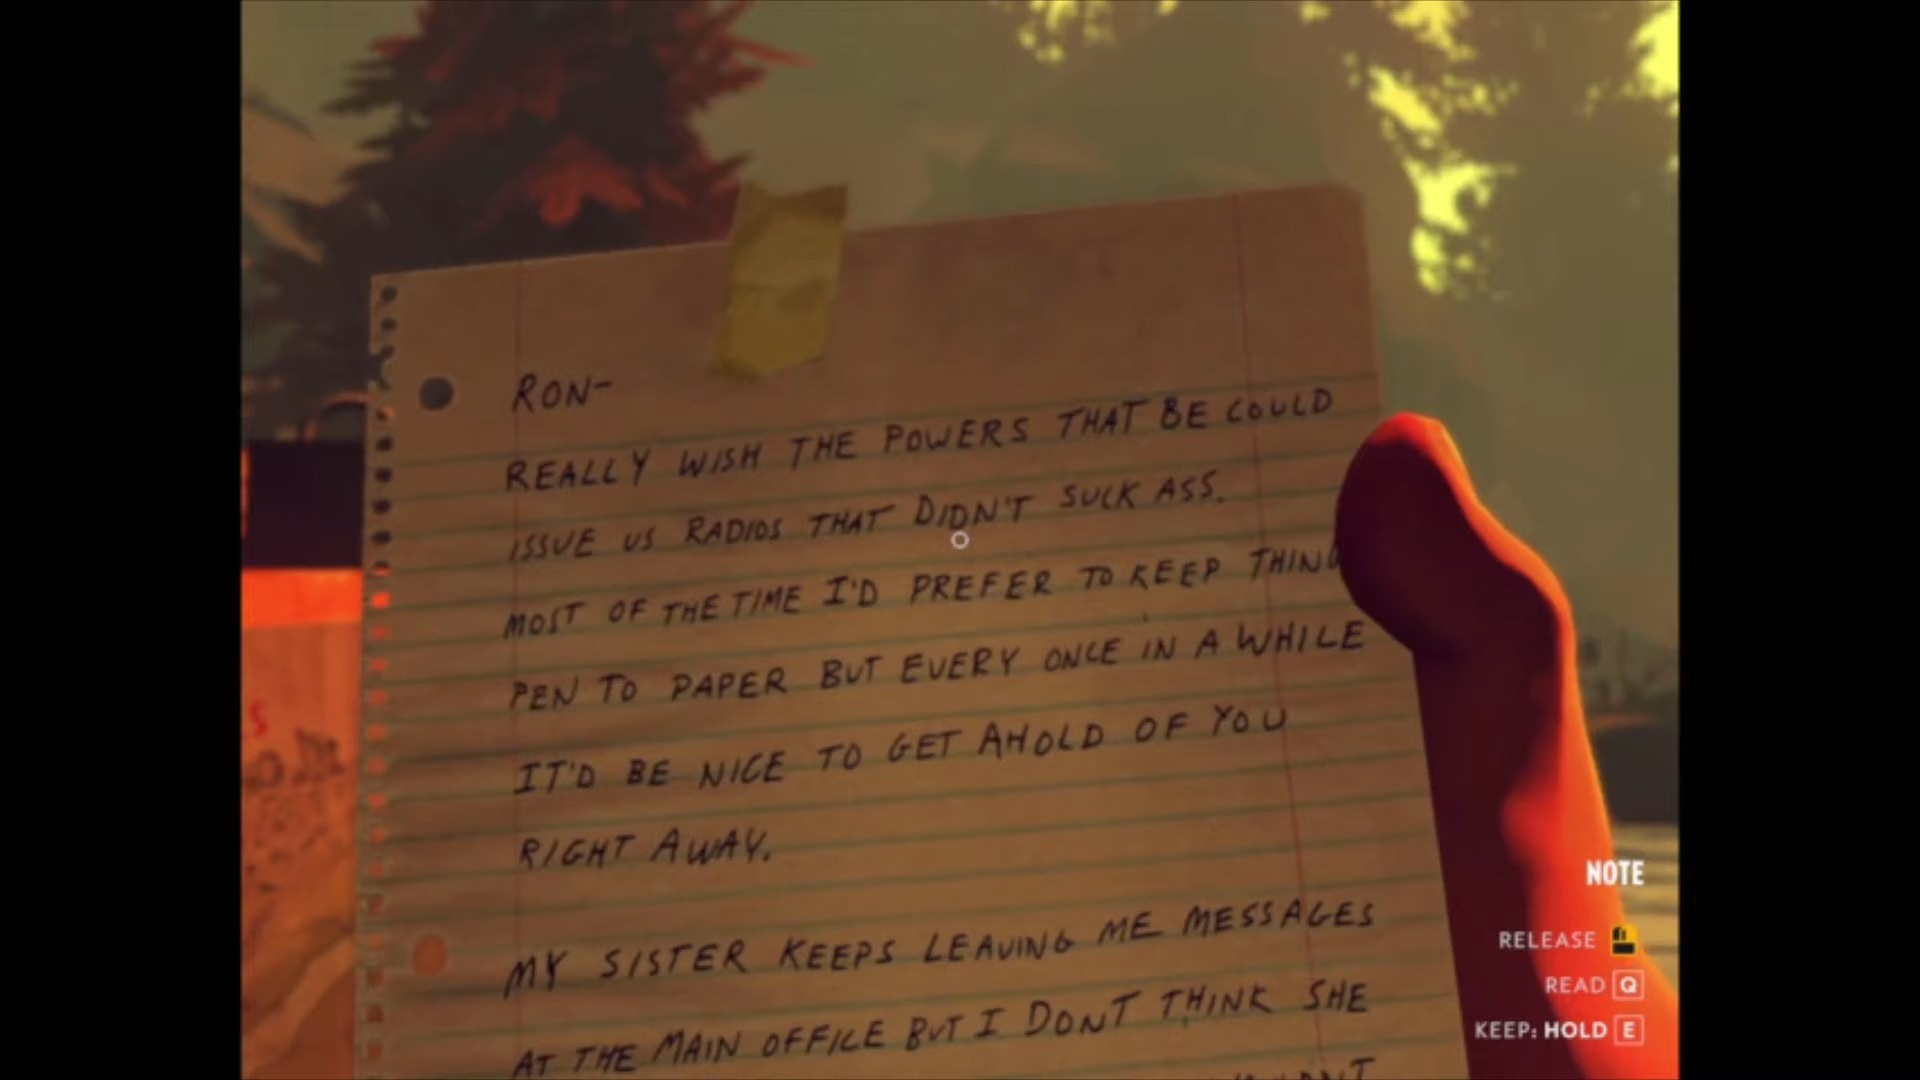 RON-
REALLY WISH THE POWERS THAT BE COULD
ISSUE US RADIOS THAT DIDN'T SUCK ASS.
MOST OF THE TIME I'D PREFER TO KEEP THING
PEN TO PAPER BUT EVERY ONCE IN A WHILE
IT'D BE NICE TO GET AHOLD OF YOU
RIGHT AWAY.
MY SISTER KEEPS LEAVING ME MESSAGES
AT THE MAIN OFFICE BUT I DONT THINK SHE
NOTE
RELEASE
READ Q
KEEP: HOLD E